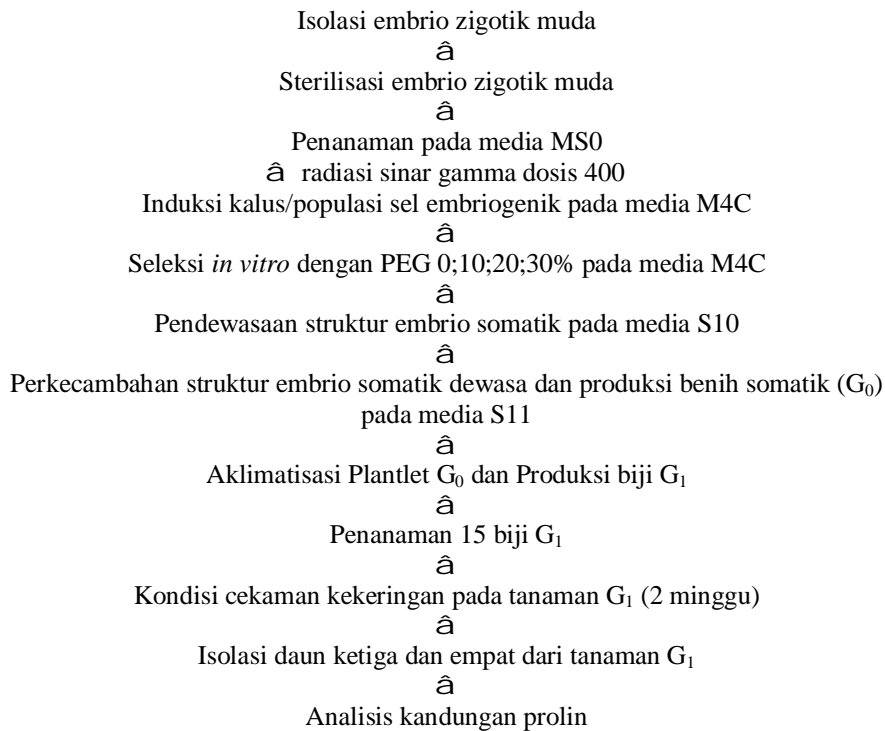 Isolasi embrio zigotik muda
â
Sterilisasi embrio zigotik muda
â
Penanaman pada media MS0
â radiasi sinar gamma dosis 400
Induksi kalus/populasi sel embriogenik pada media M4C
â
Seleksi in vitro dengan PEG 0;10;20;30% pada media M4C
â
Pendewasaan struktur embrio somatik pada media S10
â
Perkecambahan struktur embrio somatik dewasa dan produksi benih somatik (G₀)
pada media S11
â
Aklimatisasi Plantlet G₀ dan Produksi biji G₁
â
Penanaman 15 biji G₁
â
Kondisi cekaman kekeringan pada tanaman G₁ (2 minggu)
â
Isolasi daun ketiga dan empat dari tanaman G₁
â
Analisis kandungan prolin